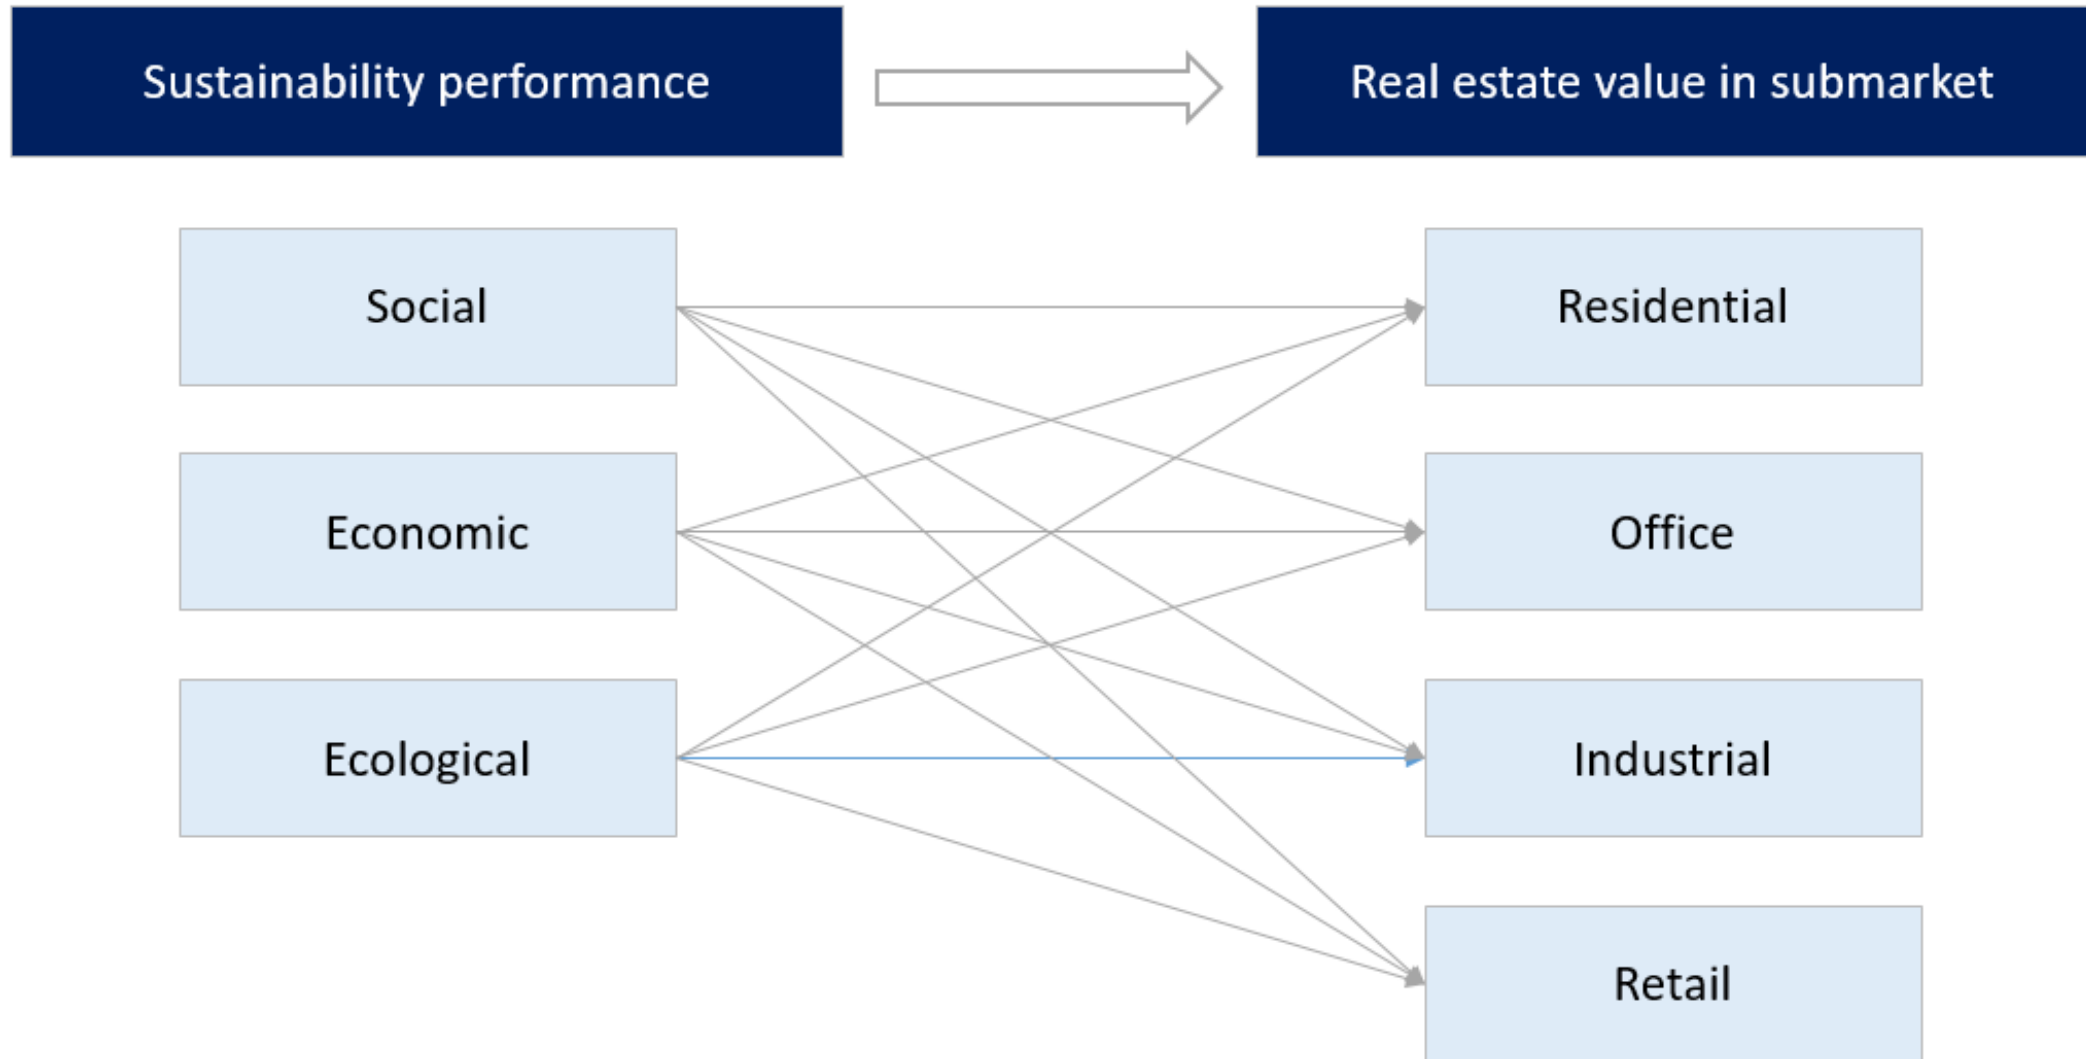 Sustainability performance
Real estate value in submarket
Social
Residential
Economic
Office
Ecological
Industrial
Retail